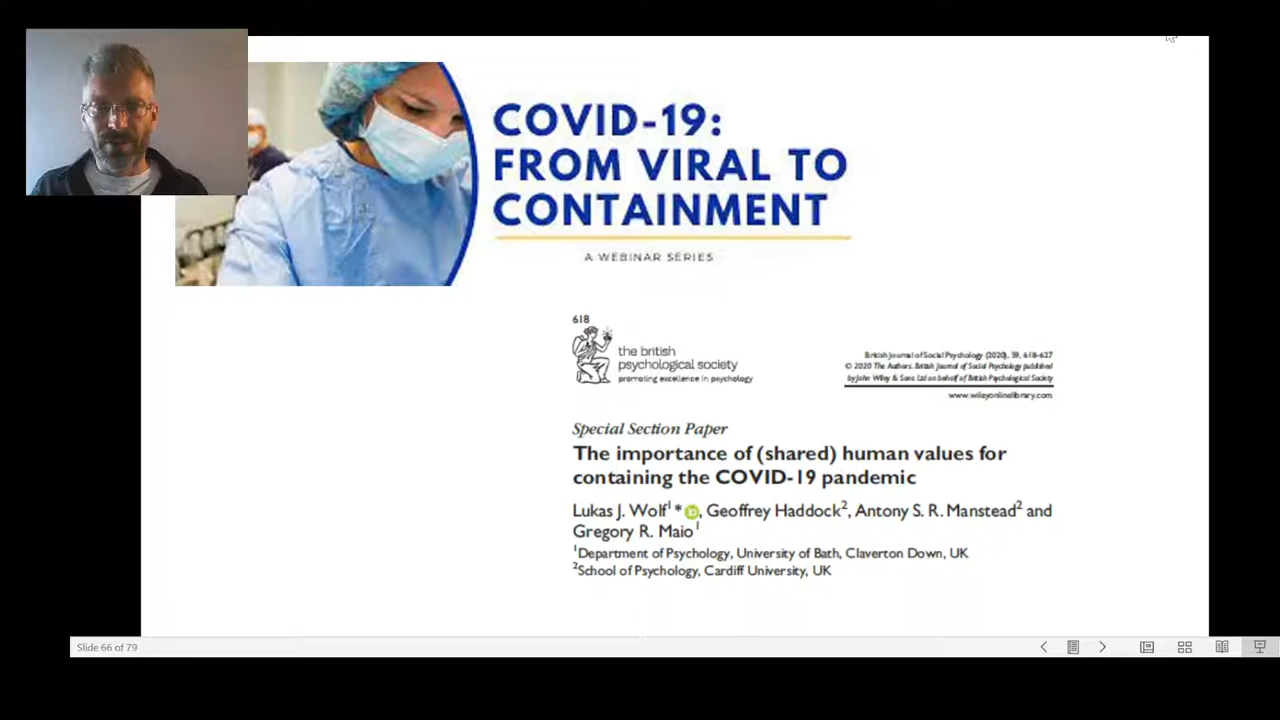 COVID-19:
FROM VIRAL TO
CONTAINMENT
A WEBINAR SERIES
618
the british
psychological society
promoting excellence in psychology
British Journal of Social Psychology (2020), 59, 618–627
© 2020 The Authors. British Journal of Social Psychology published
by John Wiley & Sons Ltd on behalf of British Psychological Society
www.wileyonlinelibrary.com
Special Section Paper
The importance of (shared) human values for
containing the COVID-19 pandemic
Lukas J. Wolf¹* iD, Geoffrey Haddock², Antony S. R. Manstead² and
Gregory R. Maio¹
¹Department of Psychology, University of Bath, Claverton Down, UK
²School of Psychology, Cardiff University, UK
Slide 66 of 79